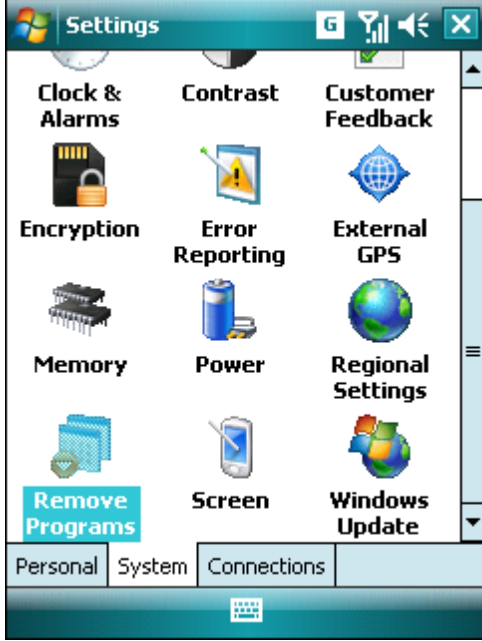 Settings
G
Clock & Alarms
Contrast
Customer Feedback
Encryption
Error Reporting
External GPS
Memory
Power
Regional Settings
Remove Programs
Screen
Windows Update
Personal System Connections